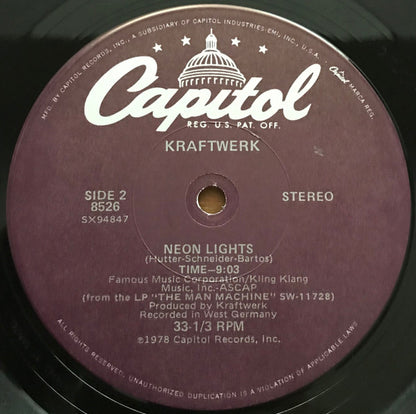 MFD. BY CAPITOL RECORDS, INC., A SUBSIDIARY OF CAPITOL INDUSTRIES-EMI, INC., U.S.A.
Capitol MARCA REG.
Capitol
REG. U.S. PAT. OFF.
KRAFTWERK
SIDE 2
8526
SX94847
STEREO
NEON LIGHTS
(Hutter-Schneider-Bartos)
TIME-9:03
Famous Music Corporation/Kling Klang
Music, Inc.-ASCAP
(from the LP "THE MAN MACHINE" SW-11728)
Produced by Kraftwerk
Recorded in West Germany
33-1/3 RPM
℗1978 Capitol Records, Inc.
ALL RIGHTS RESERVED. UNAUTHORIZED DUPLICATION IS A VIOLATION OF APPLICABLE LAWS.